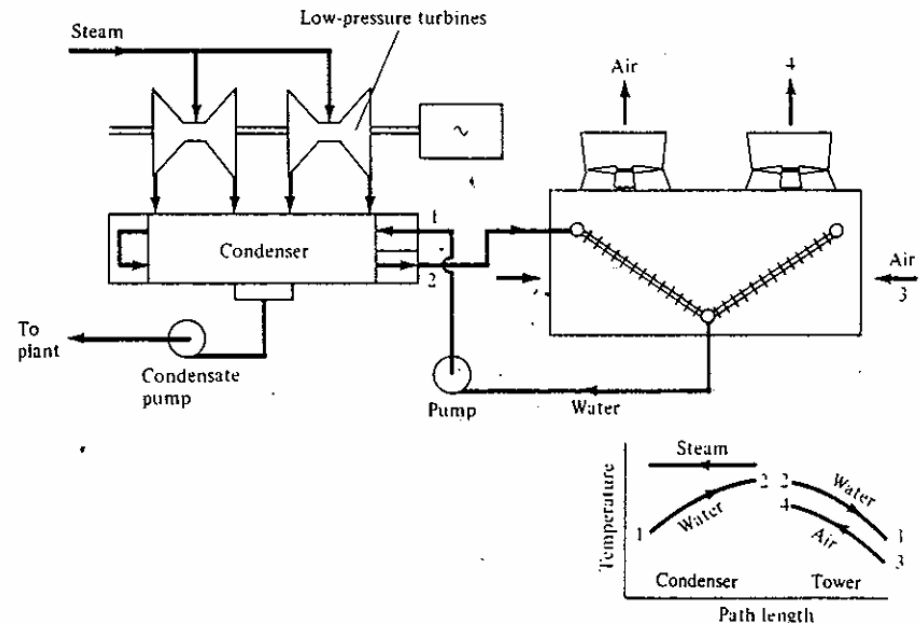 Low-pressure turbines
Steam
Air
4
~
1
Condenser
2
Air
3
To
plant
Condensate
pump
Pump
Water
Steam
2 2
Water
4
1
Water
Air
1
3
Temperature
Condenser
Tower
Path length